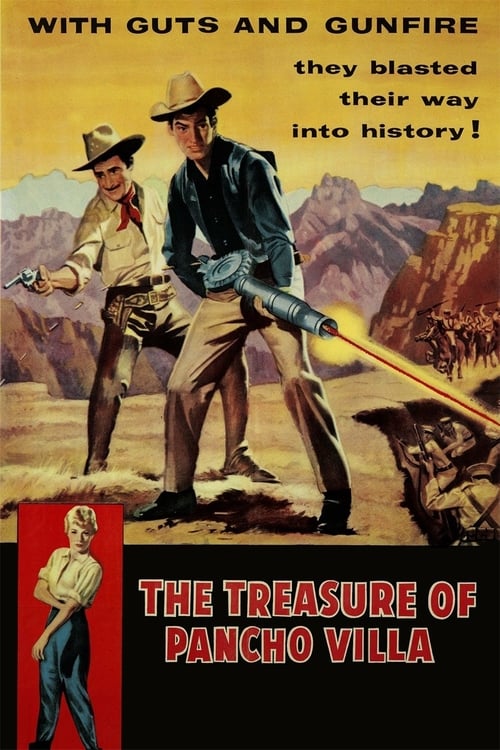 WITH GUTS AND GUNFIRE
they blasted
their way
into history!
THE TREASURE OF
PANCHO VILLA